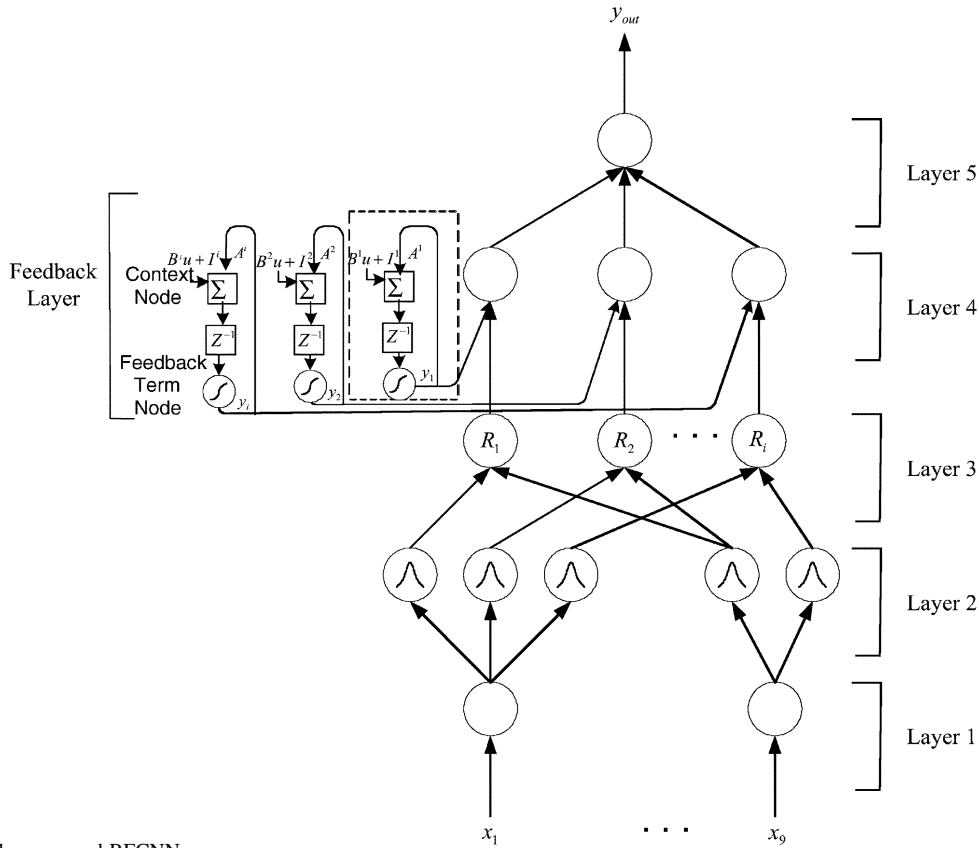 y_out
Layer 5
Feedback
Layer
B^i u + I^i A^i
B^2 u + I^2 A^2
B^1 u + I^1 A^1
Context
Node
Σ
Σ
Σ
Layer 4
Z^-1
Z^-1
Z^-1
Feedback
Term
Node
y_i
y_2
y_1
R_1
R_2
. . .
R_i
Layer 3
Layer 2
Layer 1
x_1
. . .
x_9